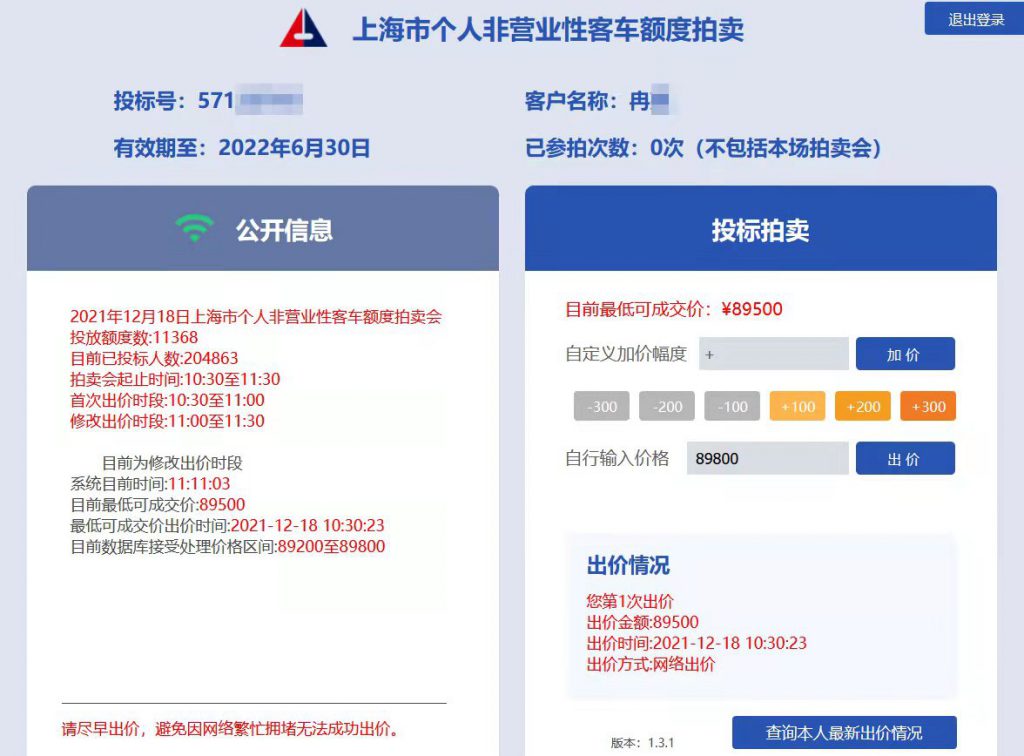 上海市个人非营业性客车额度拍卖
退出登录
投标号：571
客户名称：冉
有效期至：2022年6月30日
已参拍次数：0次（不包括本场拍卖会）
公开信息
2021年12月18日上海市个人非营业性客车额度拍卖会
投放额度数:11368
目前已投标人数:204863
拍卖会起止时间:10:30至11:30
首次出价时段:10:30至11:00
修改出价时段:11:00至11:30
目前为修改出价时段
系统目前时间:11:11:03
目前最低可成交价:89500
最低可成交价出价时间:2021-12-18 10:30:23
目前数据库接受处理价格区间:89200至89800
请尽早出价，避免因网络繁忙拥堵无法成功出价。
投标拍卖
目前最低可成交价：¥89500
自定义加价幅度 + 加 价
-300 -200 -100 +100 +200 +300
自行输入价格 89800 出 价
出价情况
您第1次出价
出价金额:89500
出价时间:2021-12-18 10:30:23
出价方式:网络出价
版本：1.3.1
查询本人最新出价情况